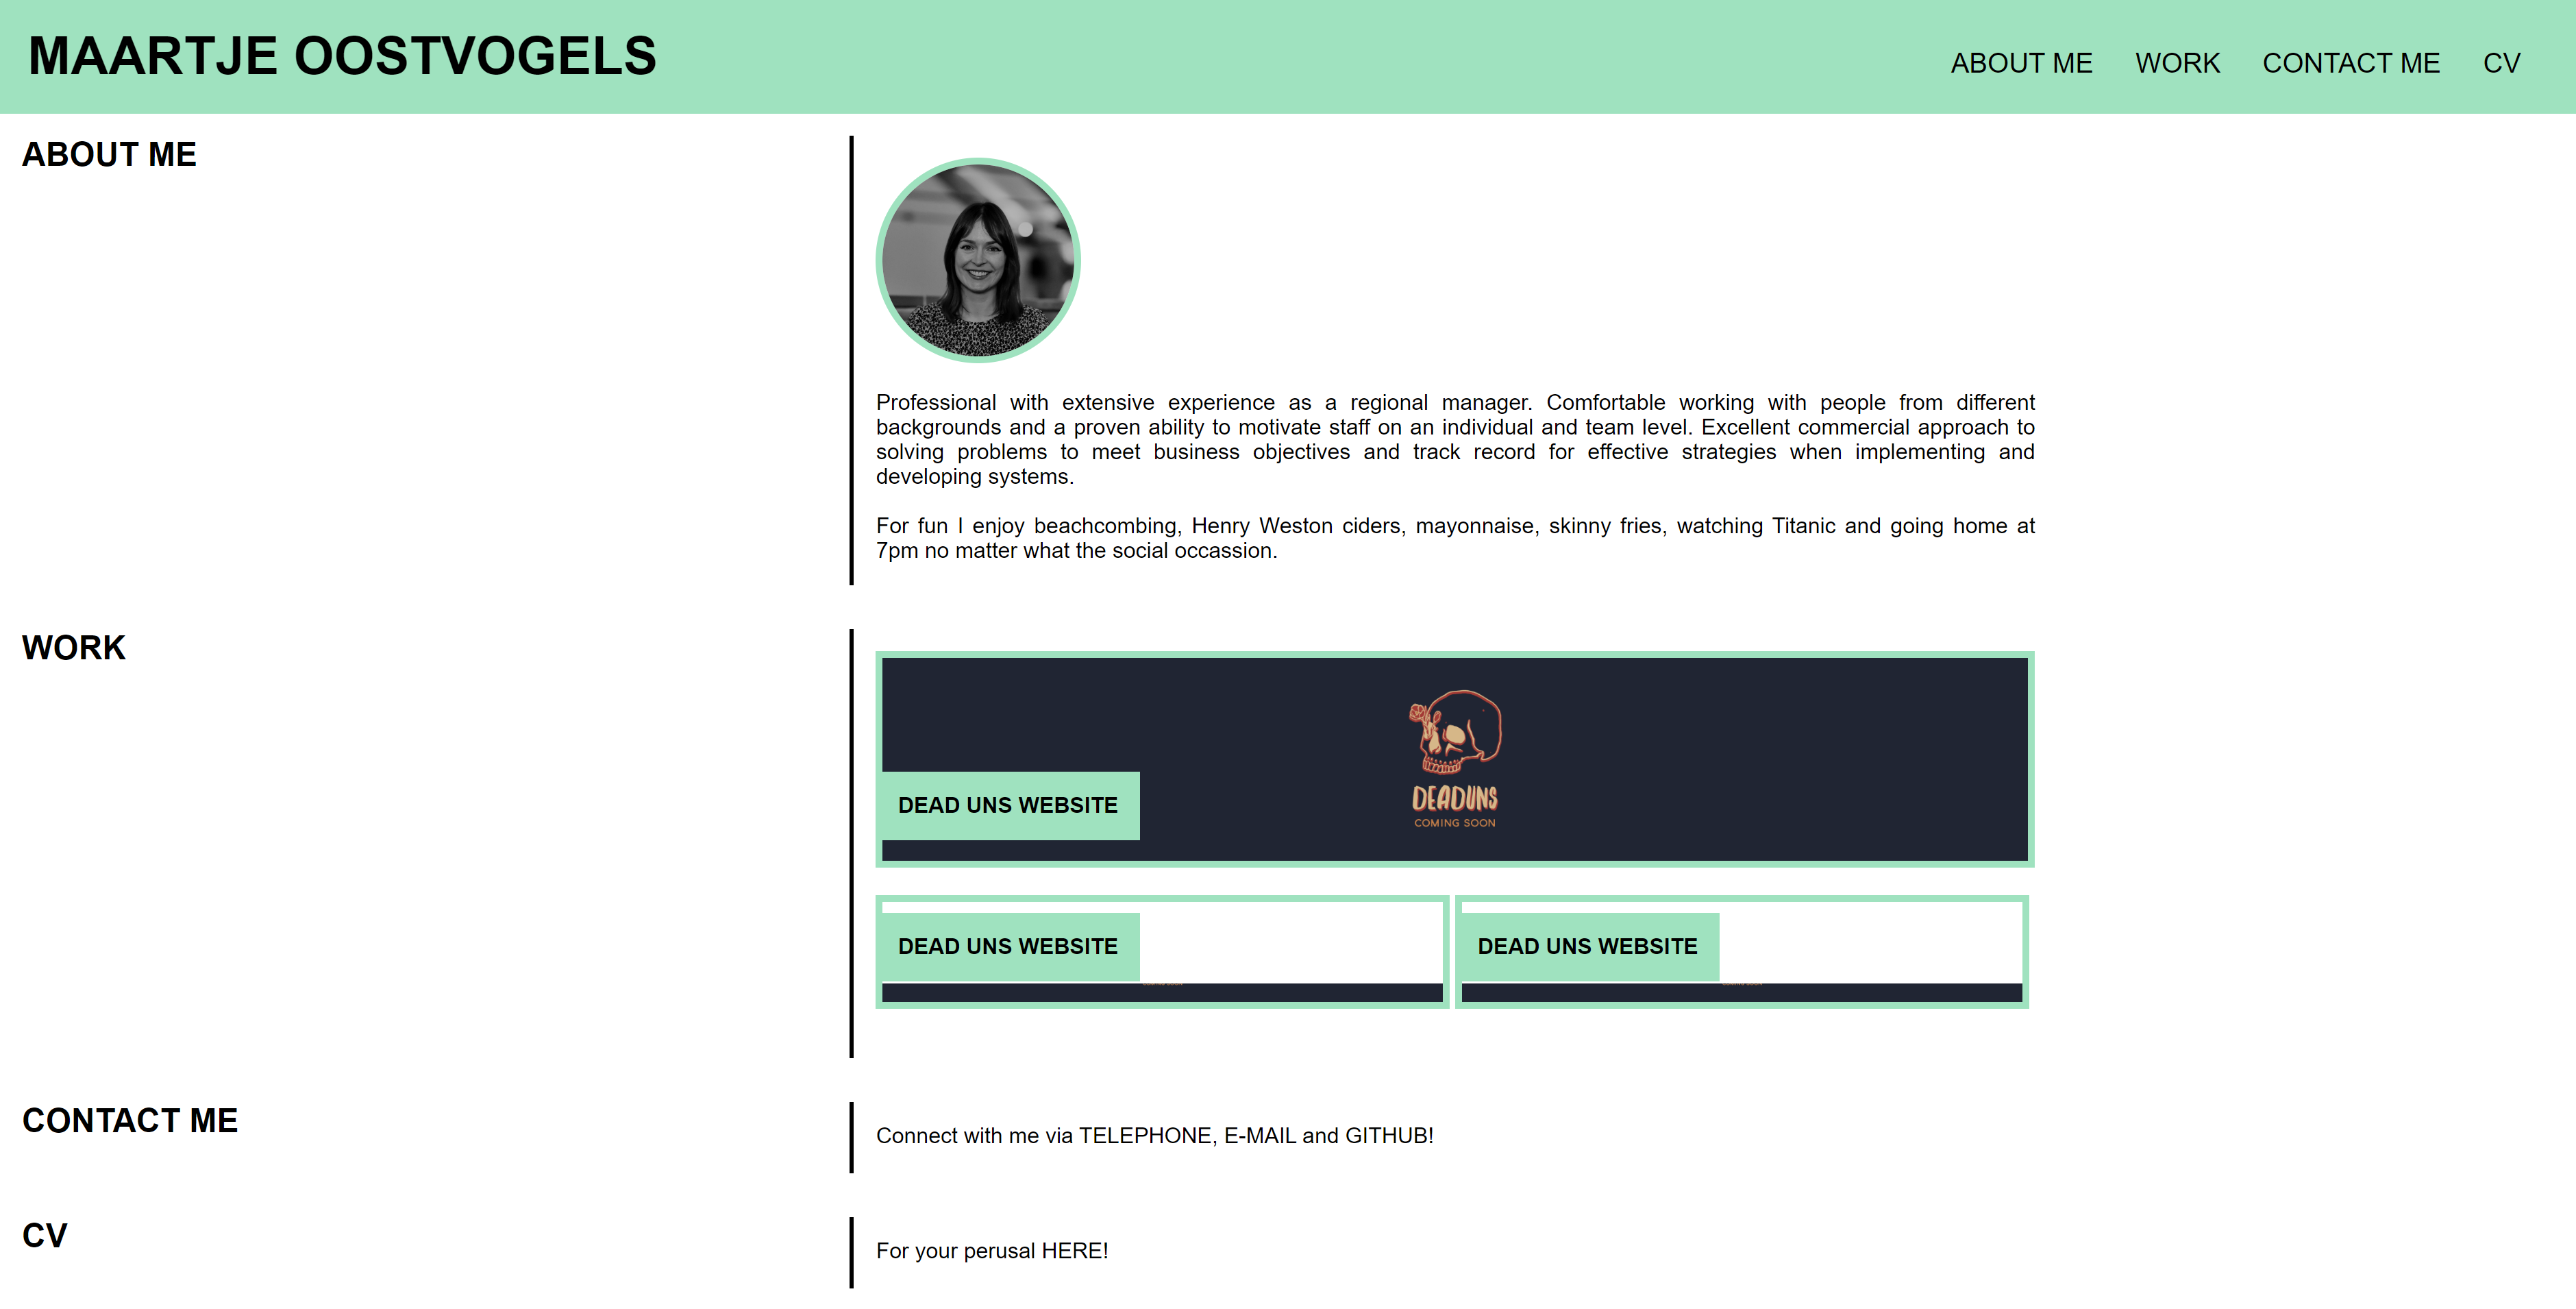 MAARTJE OOSTVOGELS
ABOUT ME WORK CONTACT ME CV
ABOUT ME
Professional with extensive experience as a regional manager. Comfortable working with people from different
backgrounds and a proven ability to motivate staff on an individual and team level. Excellent commercial approach to
solving problems to meet business objectives and track record for effective strategies when implementing and
developing systems.
For fun I enjoy beachcombing, Henry Weston ciders, mayonnaise, skinny fries, watching Titanic and going home at
7pm no matter what the social occassion.
WORK
DEADUNS
COMING SOON
DEAD UNS WEBSITE
DEAD UNS WEBSITE
DEAD UNS WEBSITE
CONTACT ME
Connect with me via TELEPHONE, E-MAIL and GITHUB!
CV
For your perusal HERE!